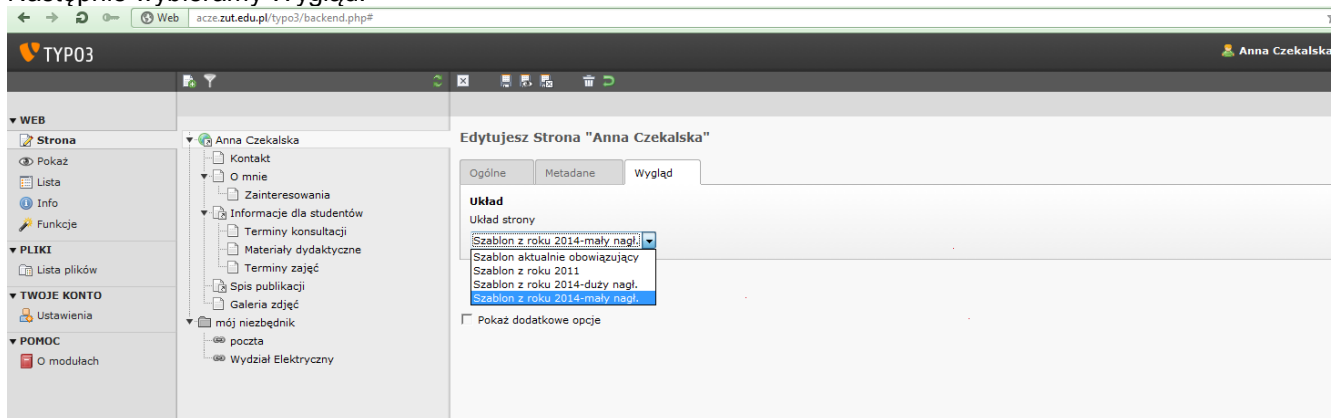 Następnie wybieramy Wygląd.
Web acze.zut.edu.pl/typo3/backend.php#
TYPO3
Anna Czekalska
WEB
Strona
Pokaż
Lista
Info
Funkcje
PLIKI
Lista plików
TWOJE KONTO
Ustawienia
POMOC
O modułach
Anna Czekalska
Kontakt
O mnie
Zainteresowania
Informacje dla studentów
Terminy konsultacji
Materiały dydaktyczne
Terminy zajęć
Spis publikacji
Galeria zdjęć
mój niezbędnik
poczta
Wydział Elektryczny
Edytujesz Strona "Anna Czekalska"
Ogólne Metadane Wygląd
Układ
Układ strony
Szablon z roku 2014-mały nagł.
Szablon aktualnie obowiązujący
Szablon z roku 2011
Szablon z roku 2014-duży nagł.
Szablon z roku 2014-mały nagł.
Pokaż dodatkowe opcje